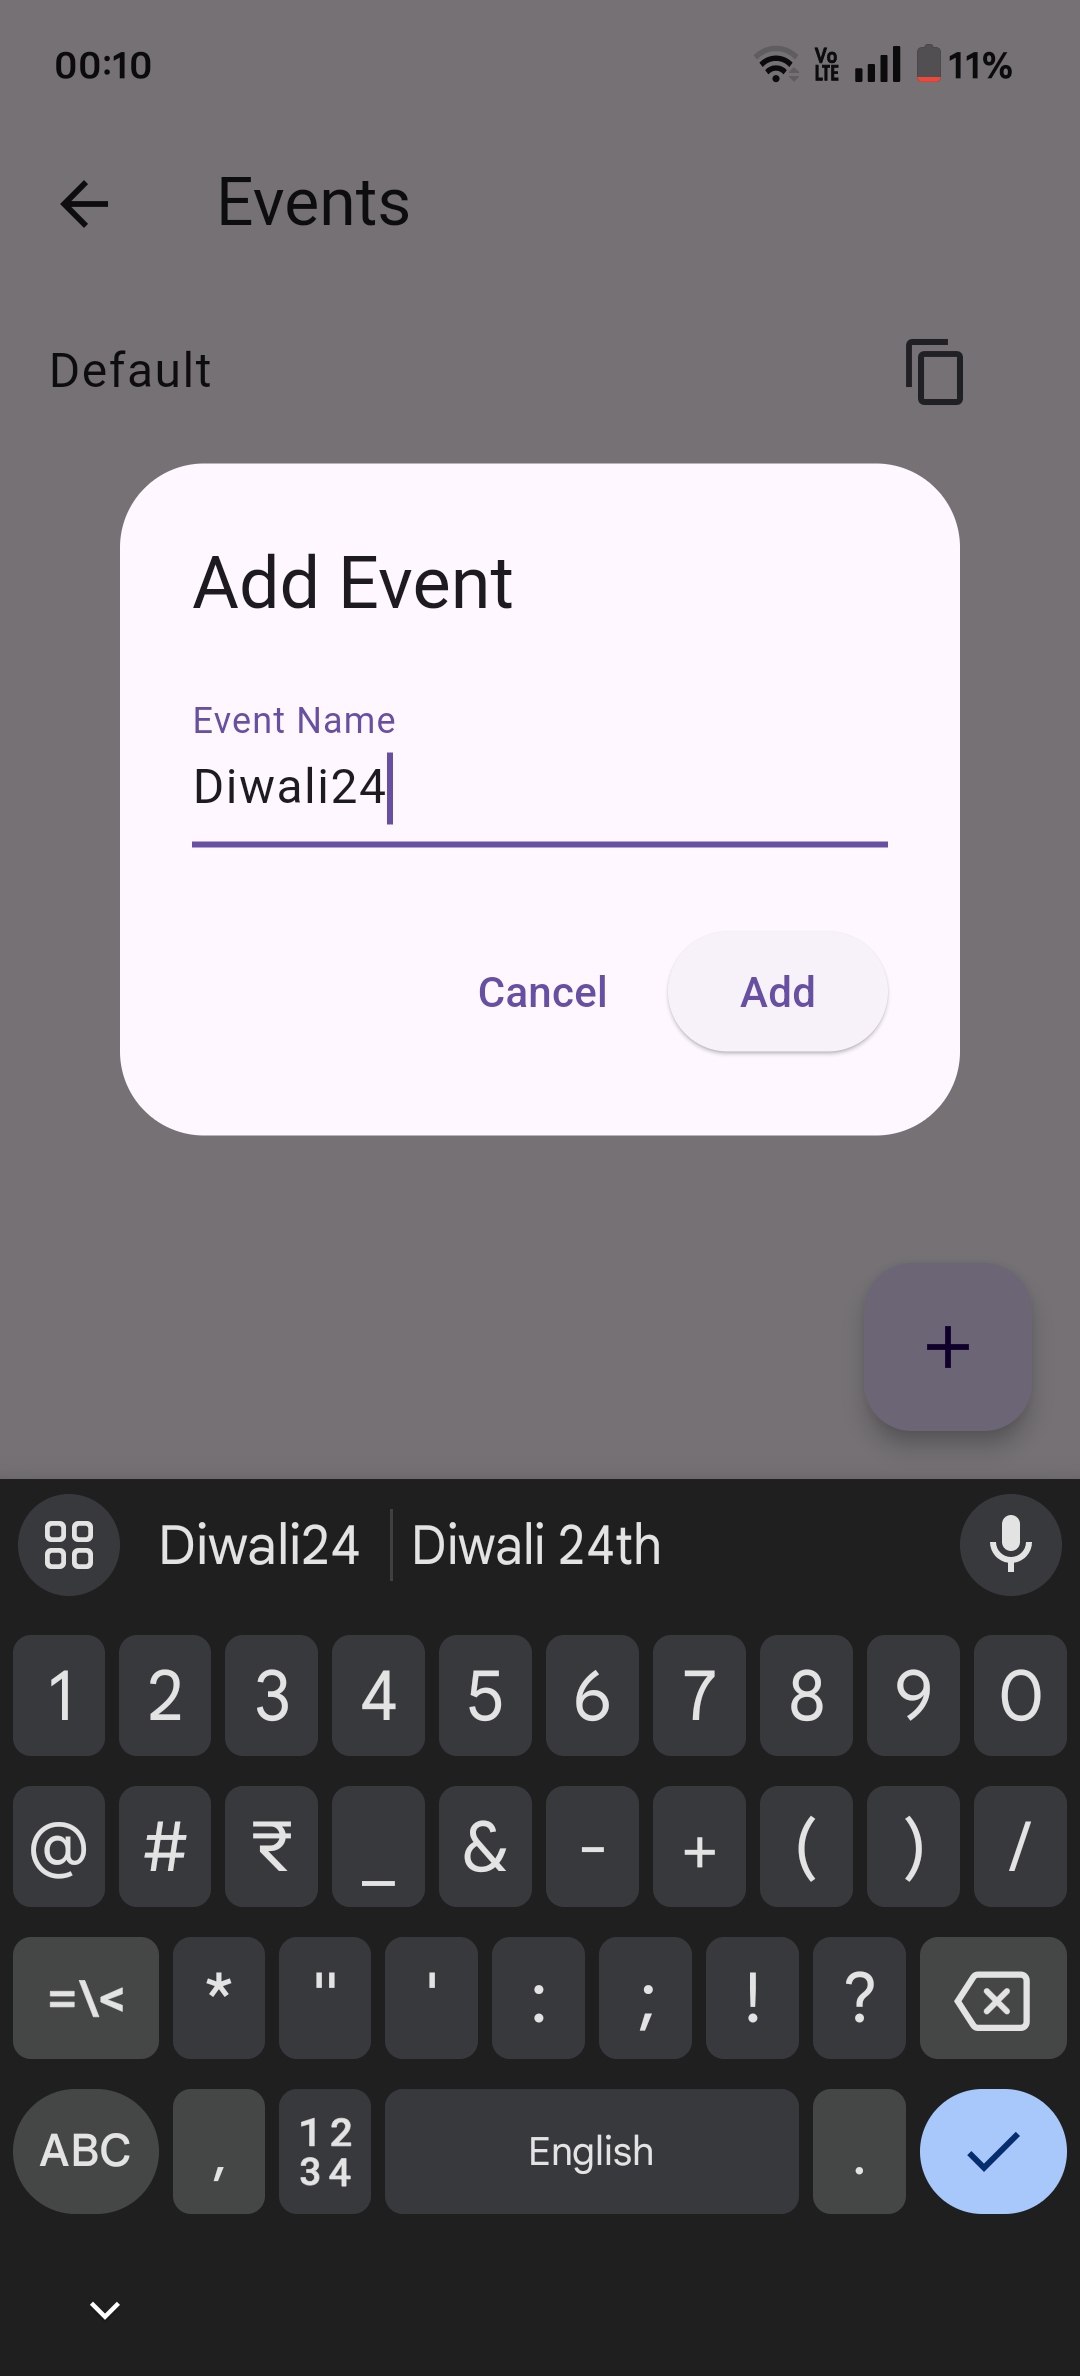 00:10 Vo LTE 11%
Events
Default
Add Event
Event Name
Diwali24
Cancel Add
+
Diwali24 Diwali 24th
1 2 3 4 5 6 7 8 9 0
@ # ₹ _ & - + ( ) /
=\< * " ' : ; ! ?
ABC , 12 34 English .